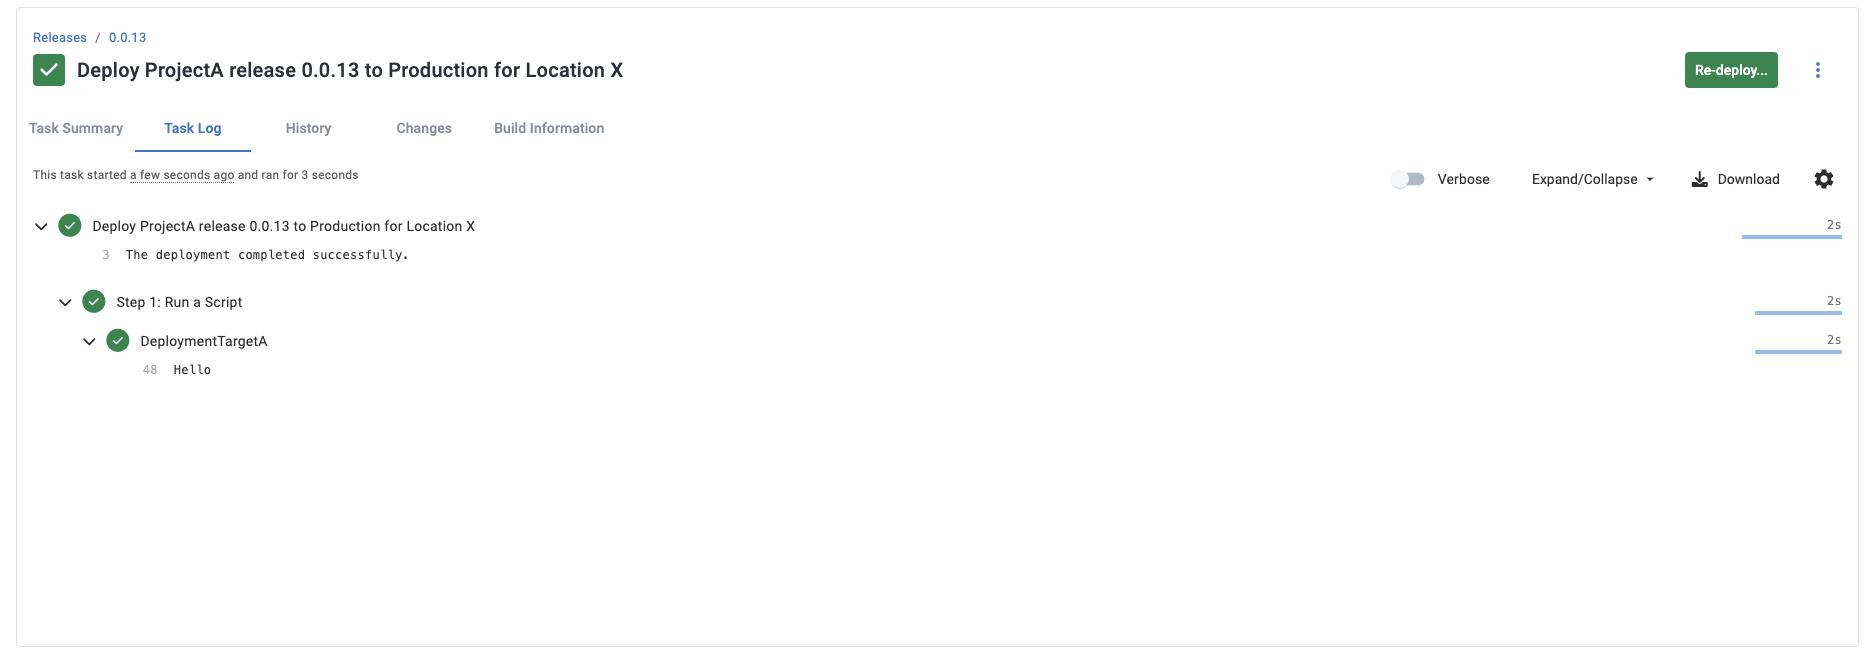 Releases / 0.0.13
Deploy ProjectA release 0.0.13 to Production for Location X
Re-deploy...
Task Summary Task Log History Changes Build Information
This task started a few seconds ago and ran for 3 seconds
Verbose Expand/Collapse Download
Deploy ProjectA release 0.0.13 to Production for Location X 2s
3 The deployment completed successfully.
Step 1: Run a Script 2s
DeploymentTargetA 2s
48 Hello